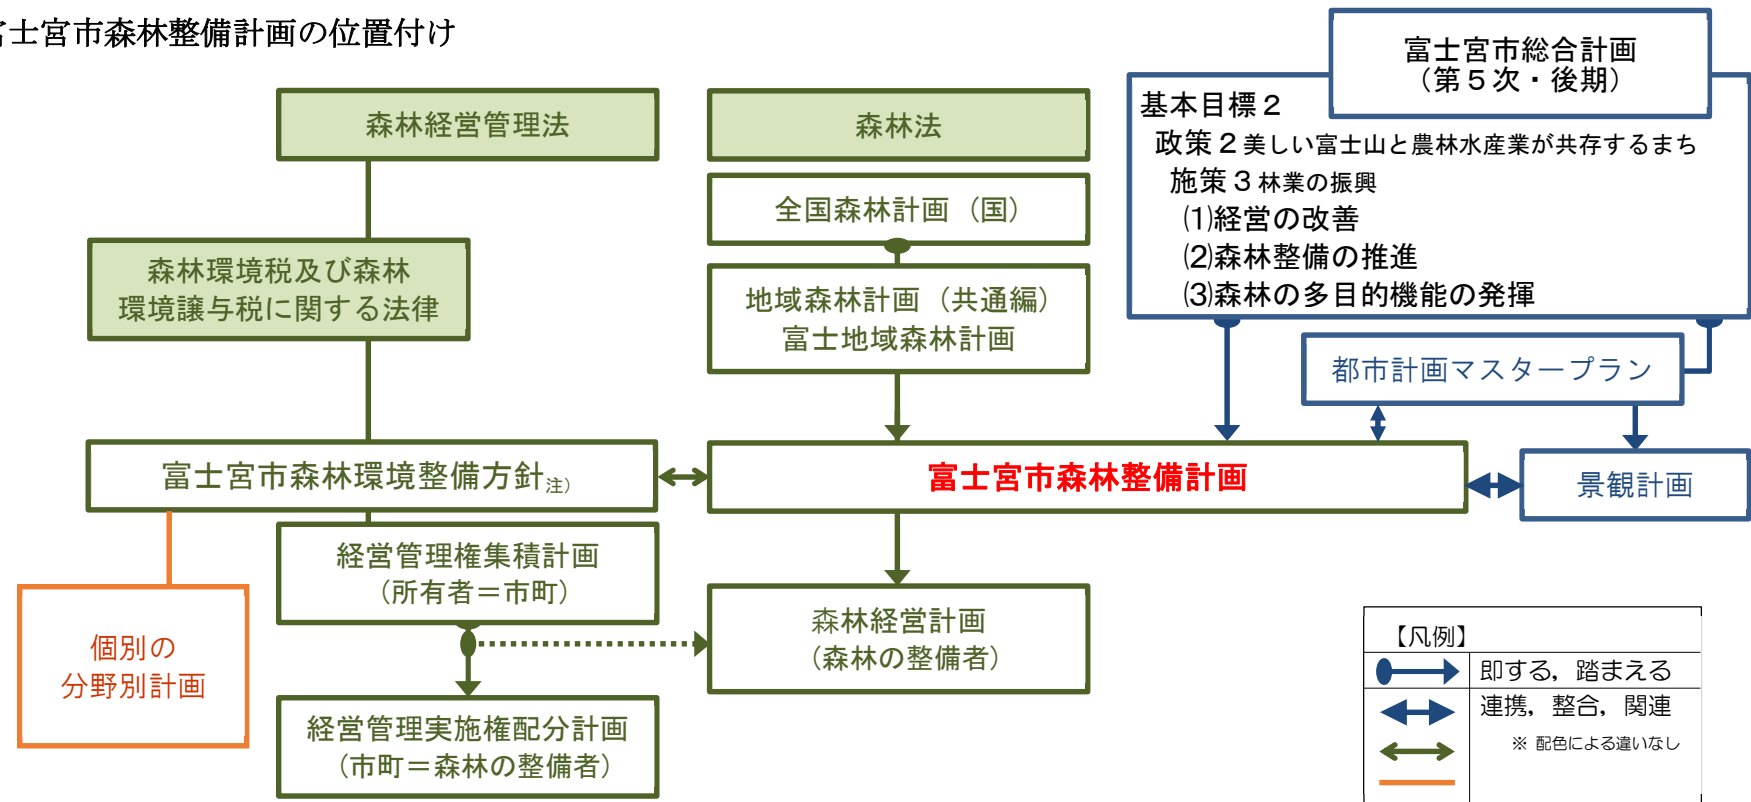 士宮市森林整備計画の位置付け
富士宮市総合計画
（第５次・後期）
基本目標２
政策２美しい富士山と農林水産業が共存するまち
施策３林業の振興
⑴経営の改善
⑵森林整備の推進
⑶森林の多目的機能の発揮
森林経営管理法
森林法
全国森林計画（国）
森林環境税及び森林
環境譲与税に関する法律
地域森林計画（共通編）
富士地域森林計画
都市計画マスタープラン
富士宮市森林環境整備方針注）
富士宮市森林整備計画
景観計画
経営管理権集積計画
（所有者＝市町）
森林経営計画
（森林の整備者）
個別の
分野別計画
経営管理実施権配分計画
（市町＝森林の整備者）
【凡例】
即する，踏まえる
連携，整合，関連
※ 配色による違いなし